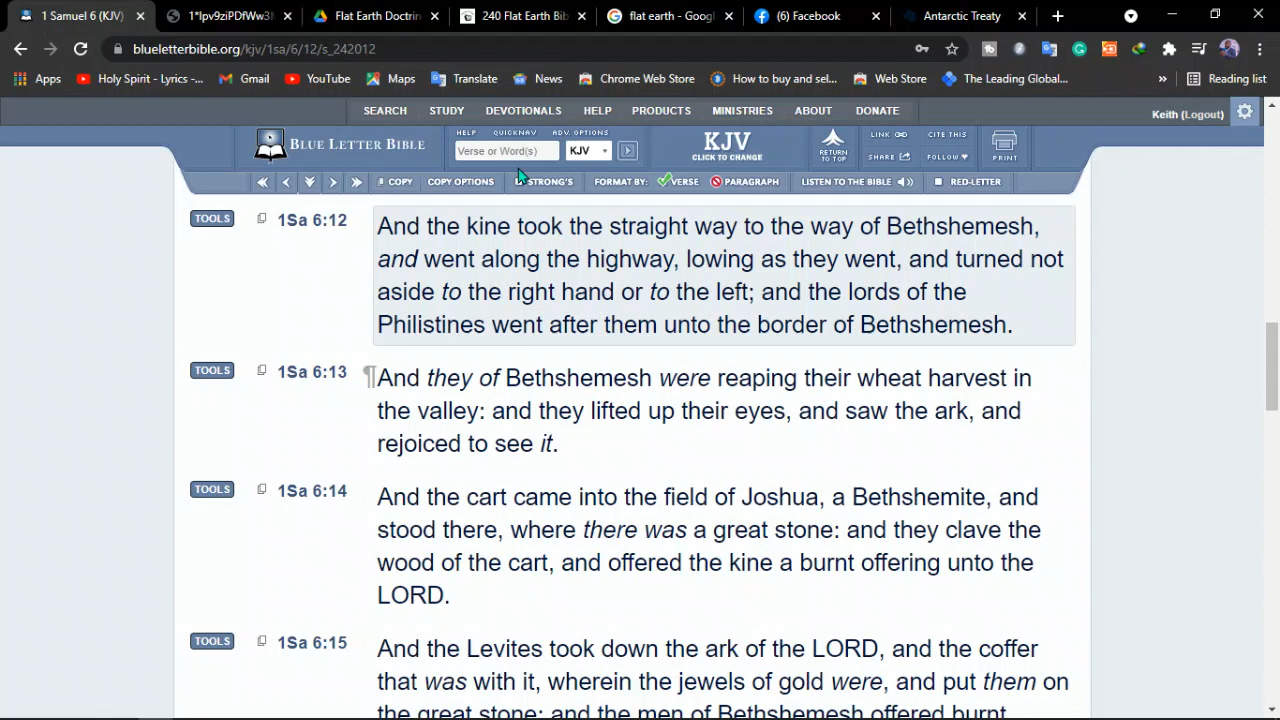 1 Samuel 6 (KJV)
1*lpv9ziPDfWw3
Flat Earth Doctrin
240 Flat Earth Bib
flat earth - Googl
(6) Facebook
Antarctic Treaty
blueletterbible.org/kjv/1sa/6/12/s_242012
Apps
Holy Spirit - Lyrics -...
Gmail
YouTube
Maps
Translate
News
Chrome Web Store
How to buy and sel...
Web Store
The Leading Global...
»
Reading list
SEARCH STUDY DEVOTIONALS HELP PRODUCTS MINISTRIES ABOUT DONATE
Keith (Logout)
BLUE LETTER BIBLE
HELP QUICKNAV ADV. OPTIONS
Verse or Word(s)
KJV
KJV
CLICK TO CHANGE
RETURN
TO TOP
LINK
CITE THIS
SHARE
FOLLOW
PRINT
COPY COPY OPTIONS STRONG'S FORMAT BY: VERSE PARAGRAPH LISTEN TO THE BIBLE RED-LETTER
TOOLS 1Sa 6:12 And the kine took the straight way to the way of Bethshemesh,
and went along the highway, lowing as they went, and turned not
aside to the right hand or to the left; and the lords of the
Philistines went after them unto the border of Bethshemesh.
TOOLS 1Sa 6:13 ¶And they of Bethshemesh were reaping their wheat harvest in
the valley: and they lifted up their eyes, and saw the ark, and
rejoiced to see it.
TOOLS 1Sa 6:14 And the cart came into the field of Joshua, a Bethshemite, and
stood there, where there was a great stone: and they clave the
wood of the cart, and offered the kine a burnt offering unto the
LORD.
TOOLS 1Sa 6:15 And the Levites took down the ark of the LORD, and the coffer
that was with it, wherein the jewels of gold were, and put them on
the great stone: and the men of Bethshemesh offered burnt